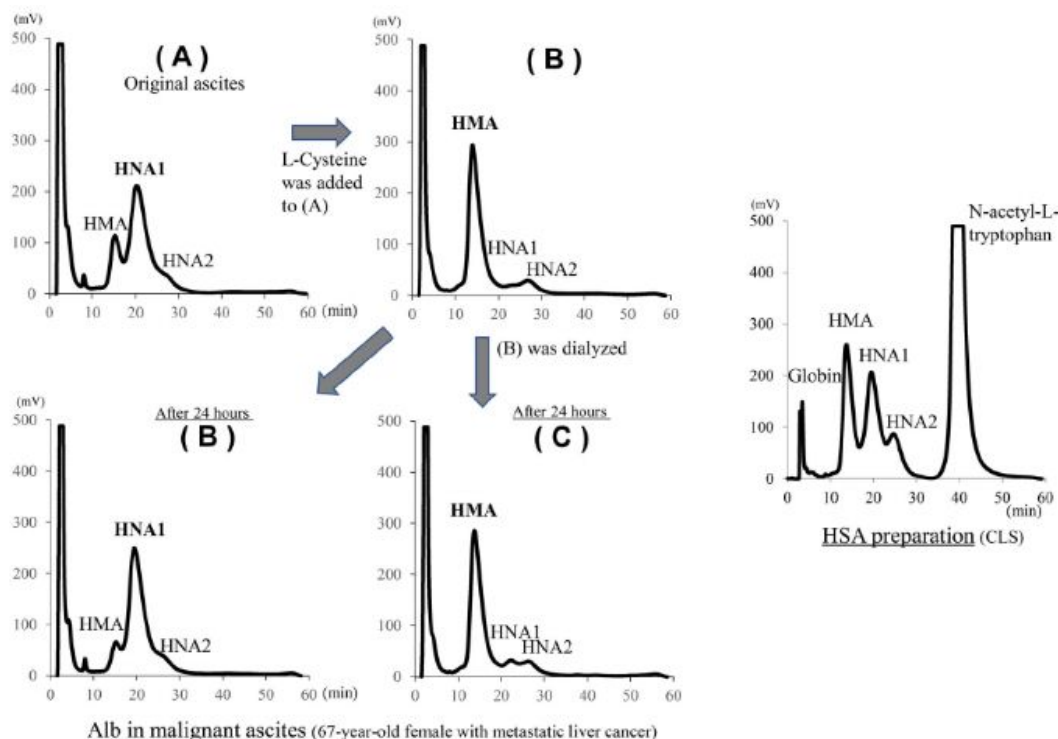 (mV)
500
400
300
200
100
0
0
10
20
30
40
50
60
(min)
(A)
Original ascites
HMA
HNA1
HNA2
L-Cysteine
was added
to (A)
(mV)
500
400
300
200
100
0
0
10
20
30
40
50
60
(min)
(B)
HMA
HNA1
HNA2
(B) was dialyzed
After 24 hours
(mV)
500
400
300
200
100
0
0
10
20
30
40
50
60
(min)
(B)
HNA1
HMA
HNA2
After 24 hours
(mV)
500
400
300
200
100
0
0
10
20
30
40
50
60
(min)
(C)
HMA
HNA1
HNA2
Alb in malignant ascites (67-year-old female with metastatic liver cancer)
(mV)
500
400
300
200
100
0
0
10
20
30
40
50
60
(min)
N-acetyl-L-
tryptophan
HMA
HNA1
Globin
HNA2
HSA preparation (CLS)